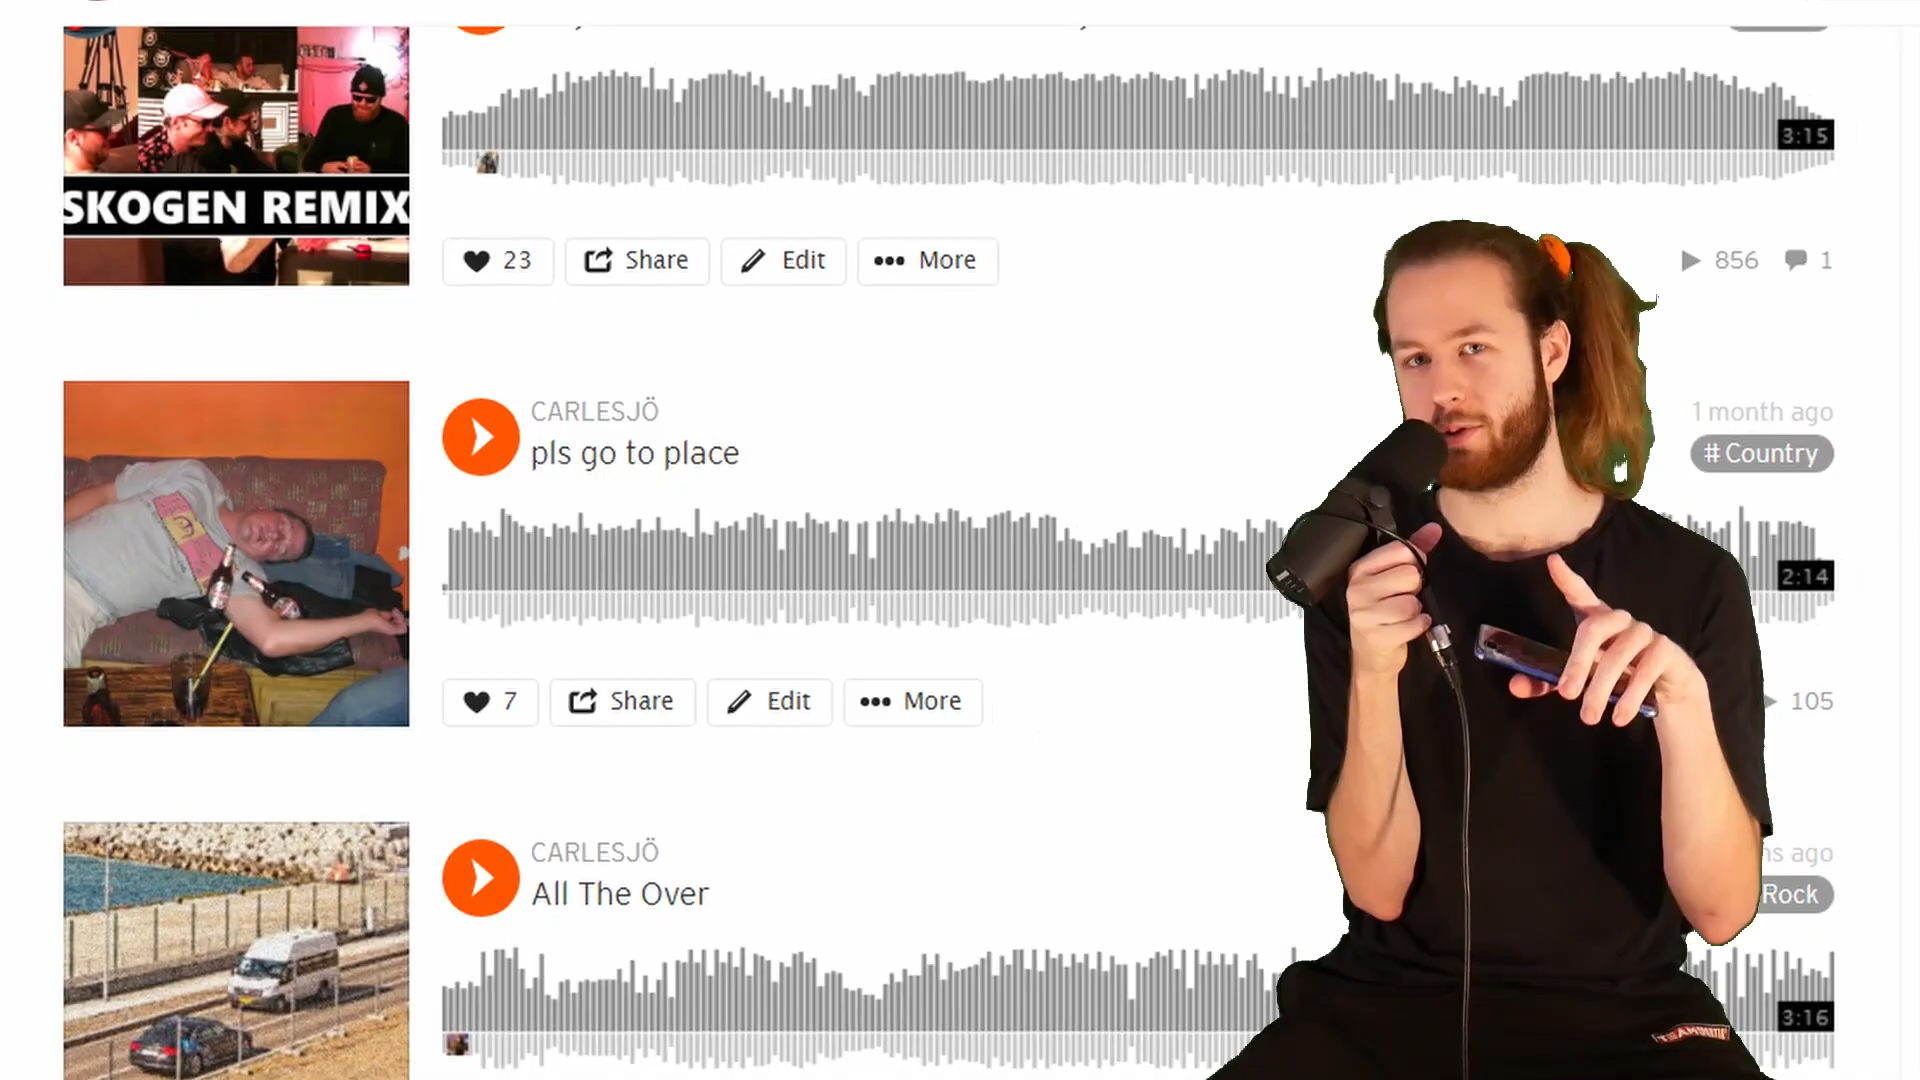 3:15
SKOGEN REMIX
23 Share Edit More
856 1
CARLESJÖ
pls go to place
1 month ago
# Country
2:14
7 Share Edit More
105
CARLESJÖ
All The Over
ago
Rock
3:16